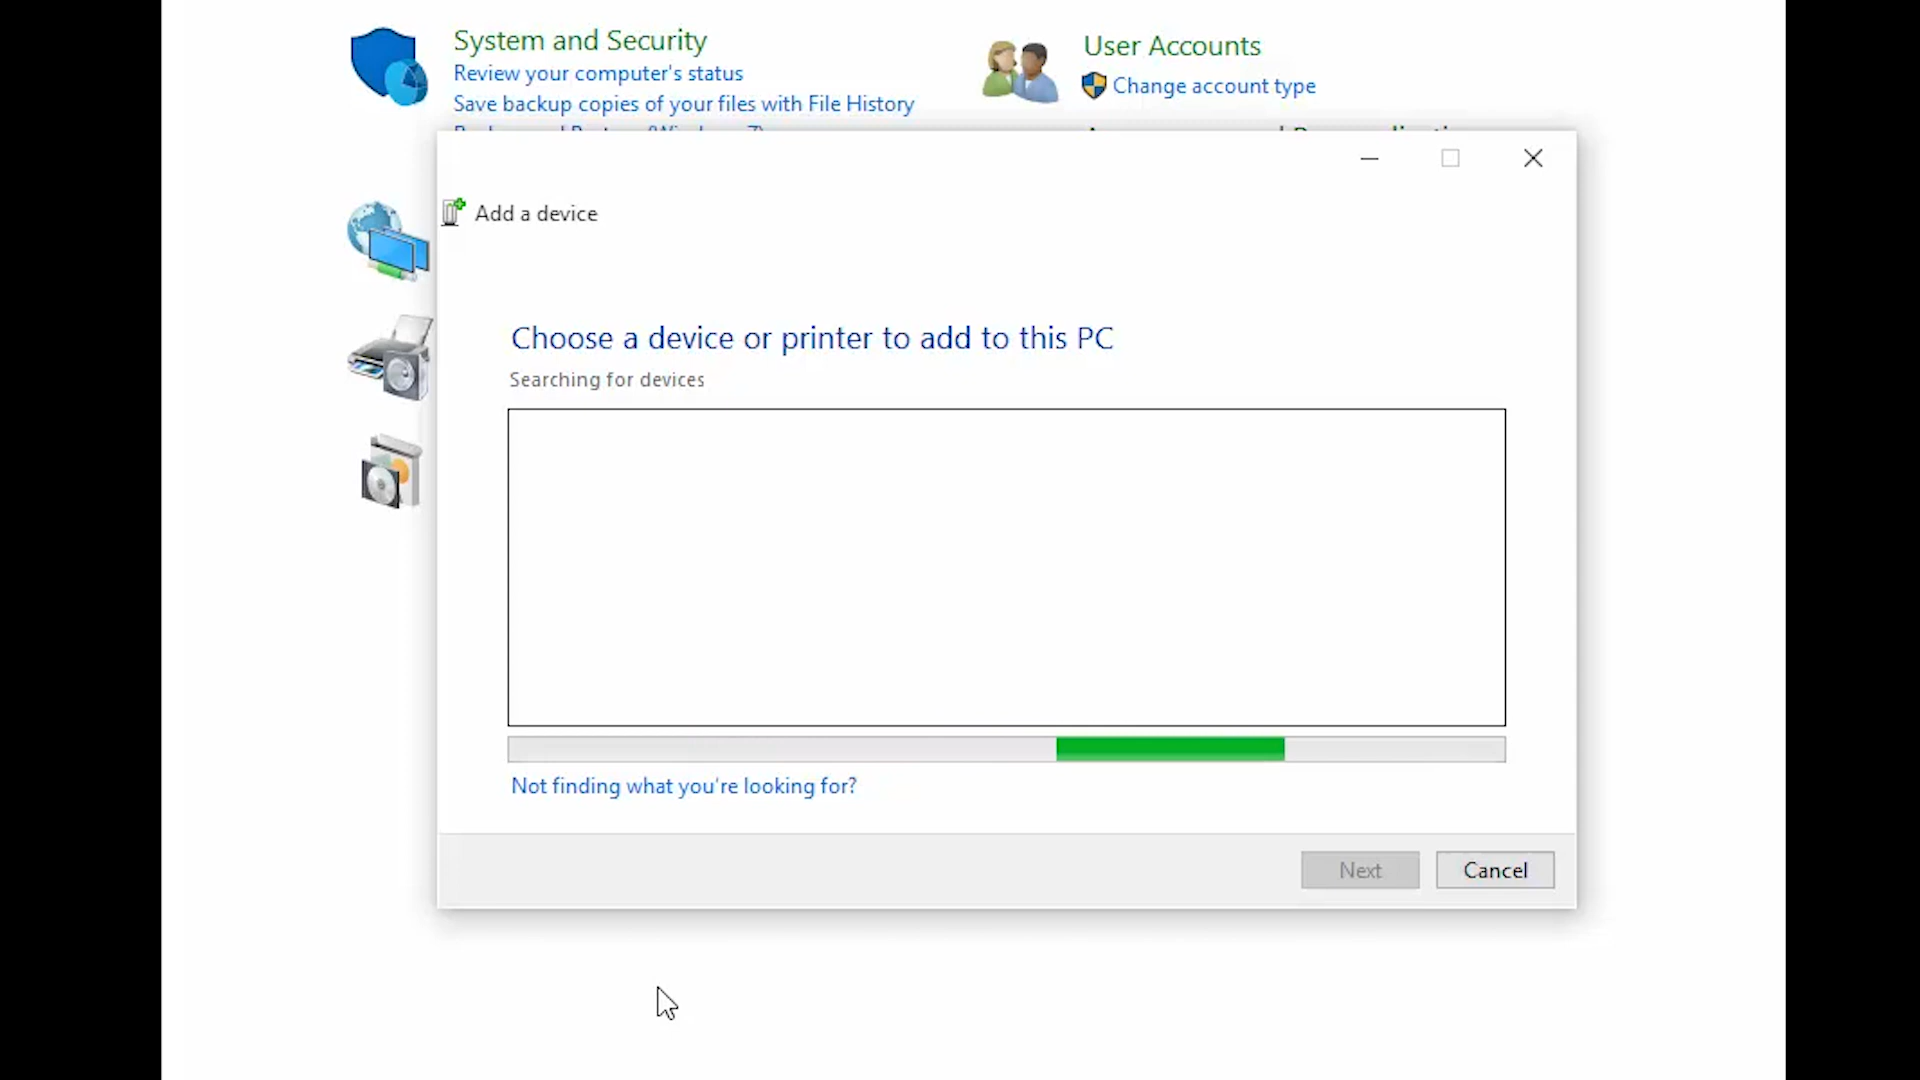 System and Security
Review your computer's status
Save backup copies of your files with File History
User Accounts
Change account type
Add a device
Choose a device or printer to add to this PC
Searching for devices
Not finding what you're looking for?
Next
Cancel